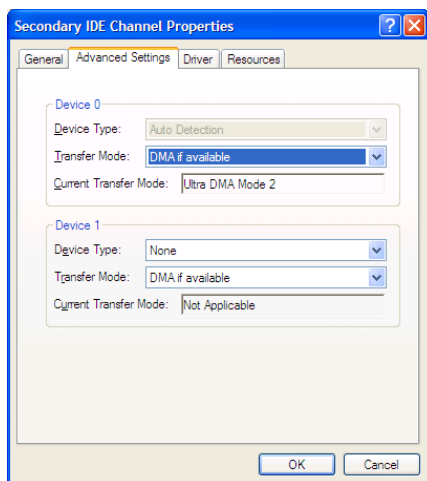 Secondary IDE Channel Properties
General Advanced Settings Driver Resources
Device 0
Device Type: Auto Detection
Transfer Mode: DMA if available
Current Transfer Mode: Ultra DMA Mode 2
Device 1
Device Type: None
Transfer Mode: DMA if available
Current Transfer Mode: Not Applicable
OK Cancel